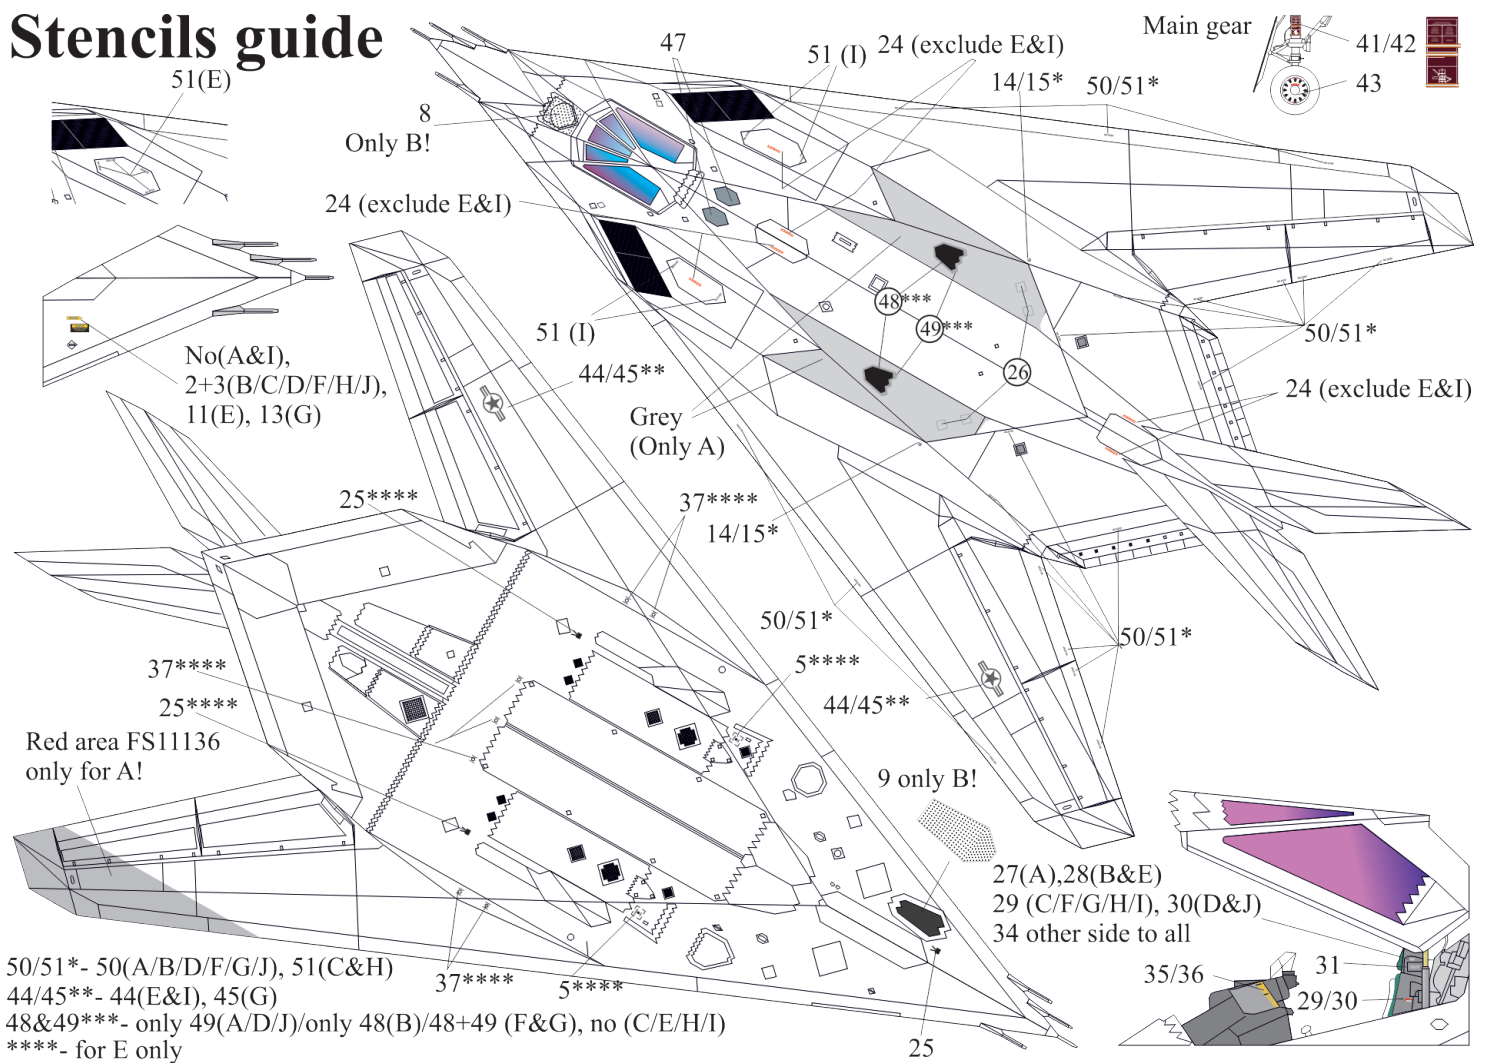 Stencils guide
51(E)
47
51 (I)
24 (exclude E&I)
14/15*
50/51*
Main gear
41/42
43
8
Only B!
24 (exclude E&I)
51 (I)
48***
49***
26
50/51*
24 (exclude E&I)
No(A&I),
2+3(B/C/D/F/H/J),
11(E), 13(G)
44/45**
Grey
(Only A)
25****
37****
14/15*
50/51*
50/51*
5****
44/45**
37****
25****
Red area FS11136
only for A!
9 only B!
27(A),28(B&E)
29 (C/F/G/H/I), 30(D&J)
34 other side to all
35/36
31
29/30
37****
5****
25
50/51*- 50(A/B/D/F/G/J), 51(C&H)
44/45**- 44(E&I), 45(G)
48&49***- only 49(A/D/J)/only 48(B)/48+49 (F&G), no (C/E/H/I)
****- for E only